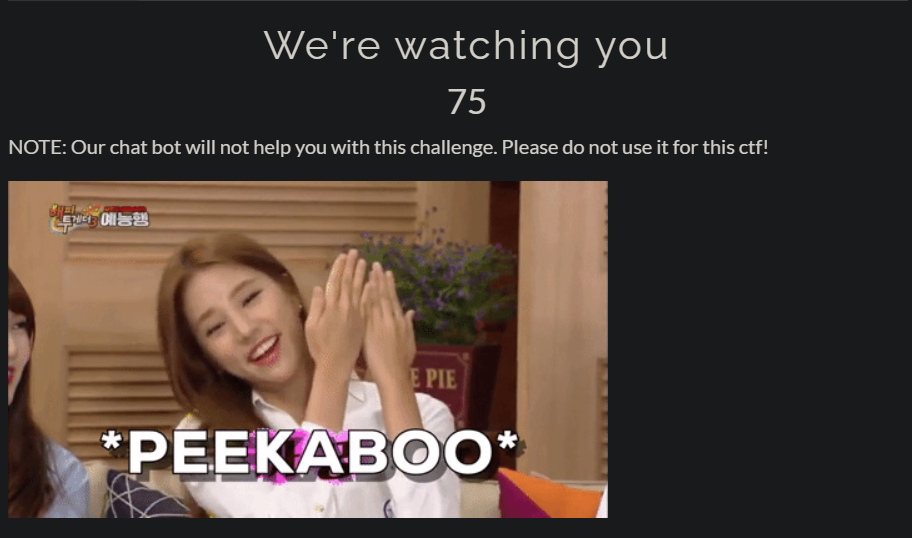 We're watching you
75
NOTE: Our chat bot will not help you with this challenge. Please do not use it for this ctf!
해피
투게더3 예능행
E PIE
*PEEKABOO*